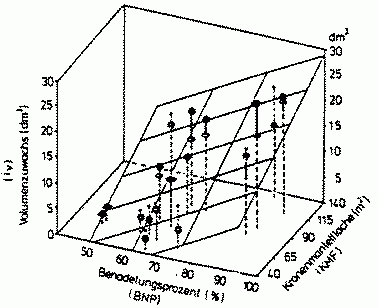 dm³
30
25
20
15
10
5
30
25
20
15
10
5
0
Volumenzuwachs (dm³)
(iv)
50 60 70 80 90 100
Benadelungsprozent (%)
(BNP)
40 65 90 115 140
Kronenmantelfläche (m²)
(KMF)